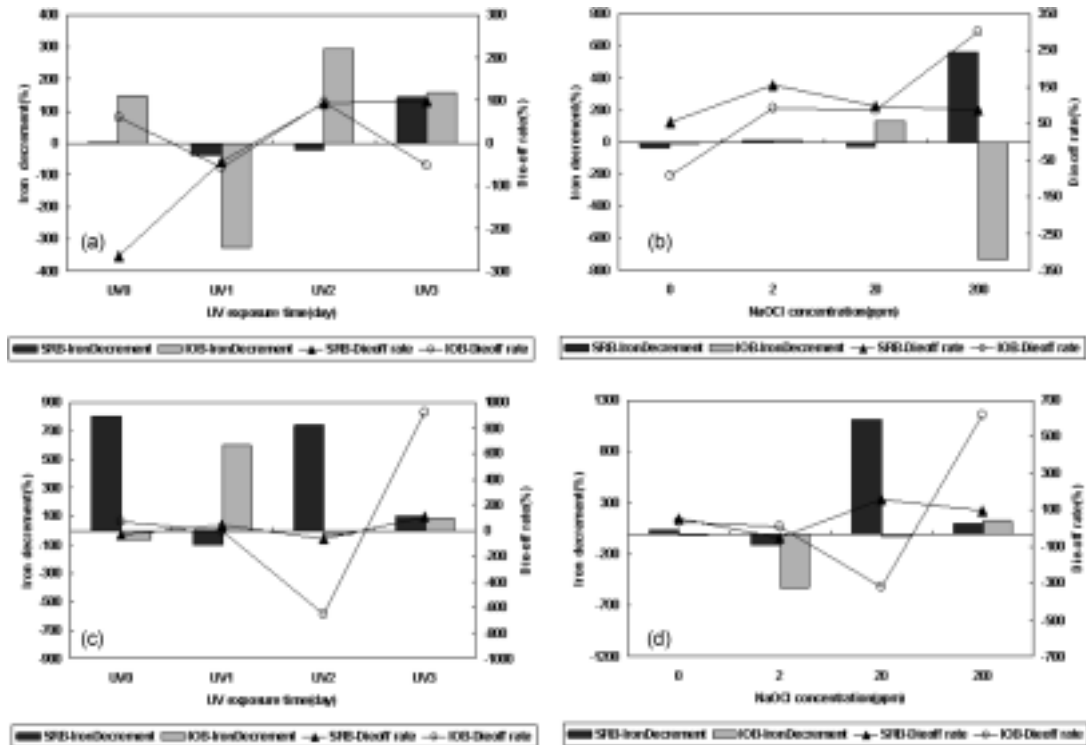 400
300
200
100
0
-100
-200
-300
-400
Iron decrement(%)
300
200
100
0
-100
-200
-300
Die-off rate(%)
(a)
UV0 UV1 UV2 UV3
UV exposure time(day)
SRB-IronDecrement IOB-IronDecrement SRB-Dieoff rate IOB-Dieoff rate
800
600
400
200
0
-200
-400
-600
-800
Iron decrement(%)
350
250
150
50
-50
-150
-250
-350
Die-off rate(%)
(b)
0 2 20 200
NaOCl concentration(ppm)
SRB-IronDecrement IOB-IronDecrement SRB-Dieoff rate IOB-Dieoff rate
900
700
500
300
100
-100
-300
-500
-700
-900
Iron decrement(%)
1000
800
600
400
200
0
-200
-400
-600
-800
-1000
Die-off rate(%)
(c)
UV0 UV1 UV2 UV3
UV exposure time(day)
SRB-IronDecrement IOB-IronDecrement SRB-Dieoff rate IOB-Dieoff rate
1300
800
300
-200
-700
-1200
Iron decrement(%)
700
500
300
100
-100
-300
-500
-700
Die-off rate(%)
(d)
0 2 20 200
NaOCl concentration(ppm)
SRB-IronDecrement IOB-IronDecrement SRB-Dieoff rate IOB-Dieoff rate